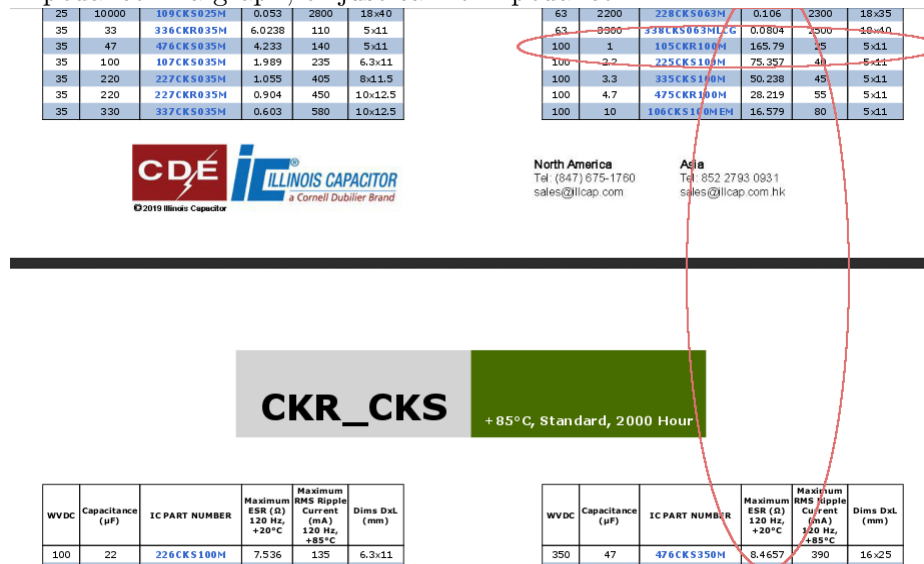 25 10000 109CKS025M 0.053 2800 18x40
35 33 336CKR035M 6.0238 110 5x11
35 47 476CKS035M 4.233 140 5x11
35 100 107CKS035M 1.989 235 6.3x11
35 220 227CKS035M 1.055 405 8x11.5
35 220 227CKR035M 0.904 450 10x12.5
35 330 337CKS035M 0.603 580 10x12.5
63 2200 228CKS063M 0.106 2300 18x35
63 3300 338CKS063MLCG 0.0804 2500 18x40
100 1 105CKR100M 165.79 25 5x11
100 2.2 225CKS100M 75.357 40 5x11
100 3.3 335CKS100M 50.238 45 5x11
100 4.7 475CKR100M 28.219 55 5x11
100 10 106CKS100MEM 16.579 80 5x11
CDE iC® ILLINOIS CAPACITOR
a Cornell Dubilier Brand
©2019 Illinois Capacitor
North America
Tel: (847) 675-1760
sales@illcap.com
Asia
Tel: 852 2793 0931
sales@illcap.com.hk
CKR_CKS
+85°C, Standard, 2000 Hour
WVDC Capacitance (µF) IC PART NUMBER Maximum ESR (Ω) 120 Hz, +20°C Maximum RMS Ripple Current (mA) 120 Hz, +85°C Dims DxL (mm)
100 22 226CKS100M 7.536 135 6.3x11
WVDC Capacitance (µF) IC PART NUMBER Maximum ESR (Ω) 120 Hz, +20°C Maximum RMS Ripple Current (mA) 120 Hz, +85°C Dims DxL (mm)
350 47 476CKS350M 8.4657 390 16x25